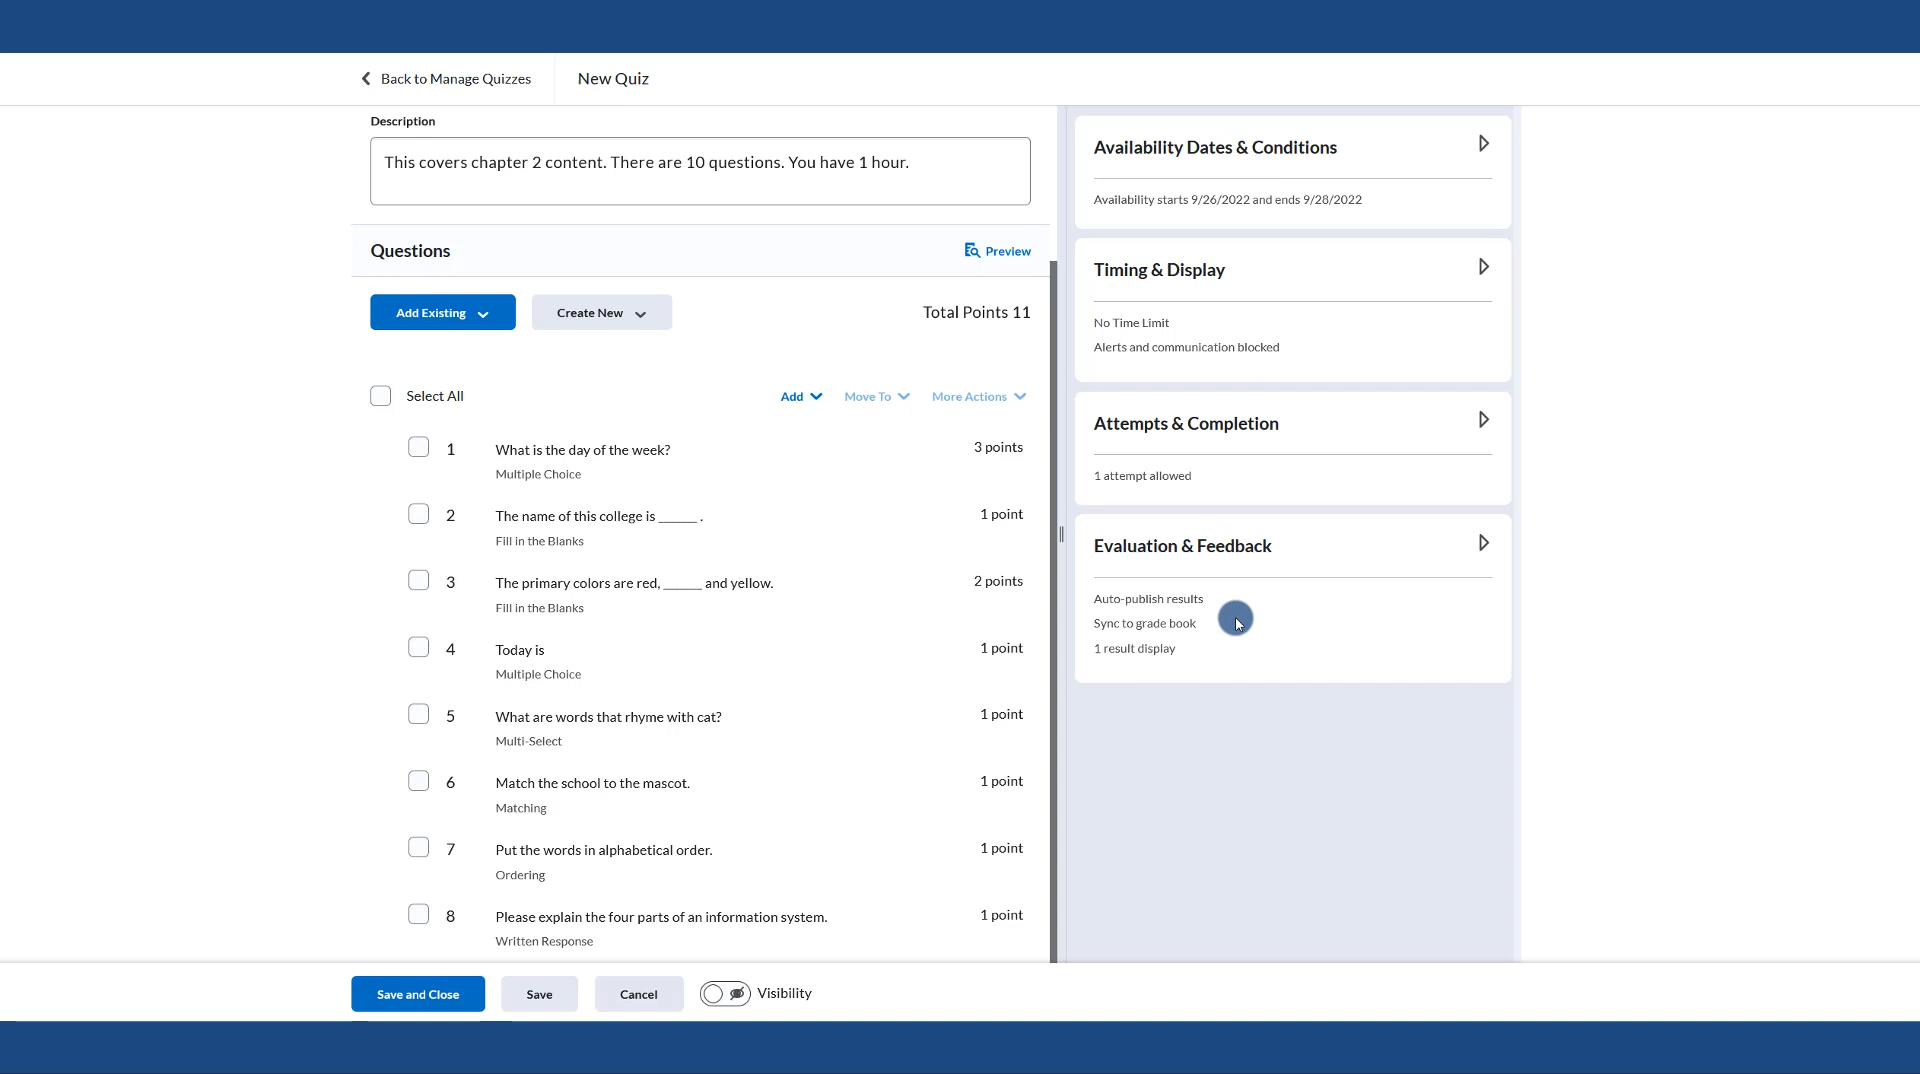 Back to Manage Quizzes
New Quiz
Description
This covers chapter 2 content. There are 10 questions. You have 1 hour.
Questions
Preview
Add Existing
Create New
Total Points 11
Select All
Add
Move To
More Actions
1 What is the day of the week? 3 points
Multiple Choice
2 The name of this college is ______ . 1 point
Fill in the Blanks
3 The primary colors are red, ______ and yellow. 2 points
Fill in the Blanks
4 Today is 1 point
Multiple Choice
5 What are words that rhyme with cat? 1 point
Multi-Select
6 Match the school to the mascot. 1 point
Matching
7 Put the words in alphabetical order. 1 point
Ordering
8 Please explain the four parts of an information system. 1 point
Written Response
Availability Dates & Conditions
Availability starts 9/26/2022 and ends 9/28/2022
Timing & Display
No Time Limit
Alerts and communication blocked
Attempts & Completion
1 attempt allowed
Evaluation & Feedback
Auto-publish results
Sync to grade book
1 result display
Save and Close
Save
Cancel
Visibility